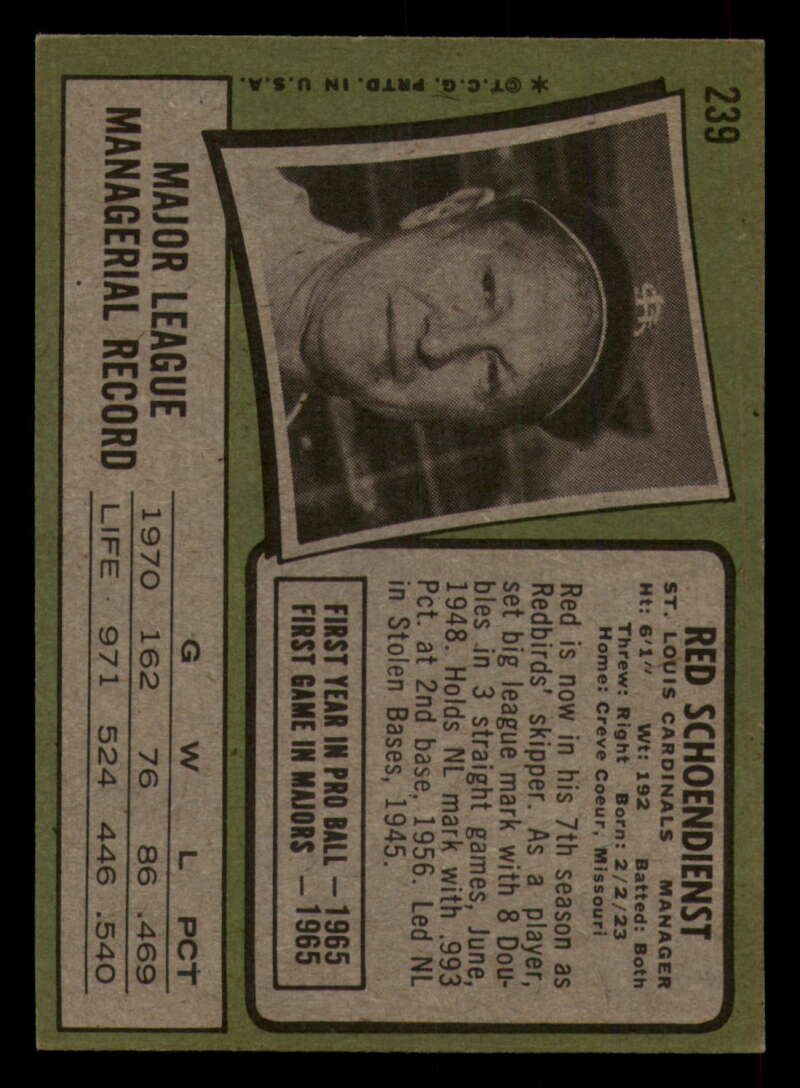 239
✶ ©T.C.G. PRTD. IN U.S.A.
RED SCHOENDIENST
ST. LOUIS CARDINALS MANAGER
Ht: 6'1" Wt: 192 Batted: Both
Threw: Right Born: 2/2/23
Home: Creve Coeur, Missouri
Red is now in his 7th season as
Redbirds' skipper. As a player,
set big league mark with 8 Dou-
bles in 3 straight games, June,
1948. Holds NL mark with .993
Pct. at 2nd base, 1956. Led NL
in Stolen Bases, 1945.
FIRST YEAR IN PRO BALL — 1965
FIRST GAME IN MAJORS — 1965
MAJOR LEAGUE
MANAGERIAL RECORD
G W L PCT
1970 162 76 86 .469
LIFE · 971 524 446 .540